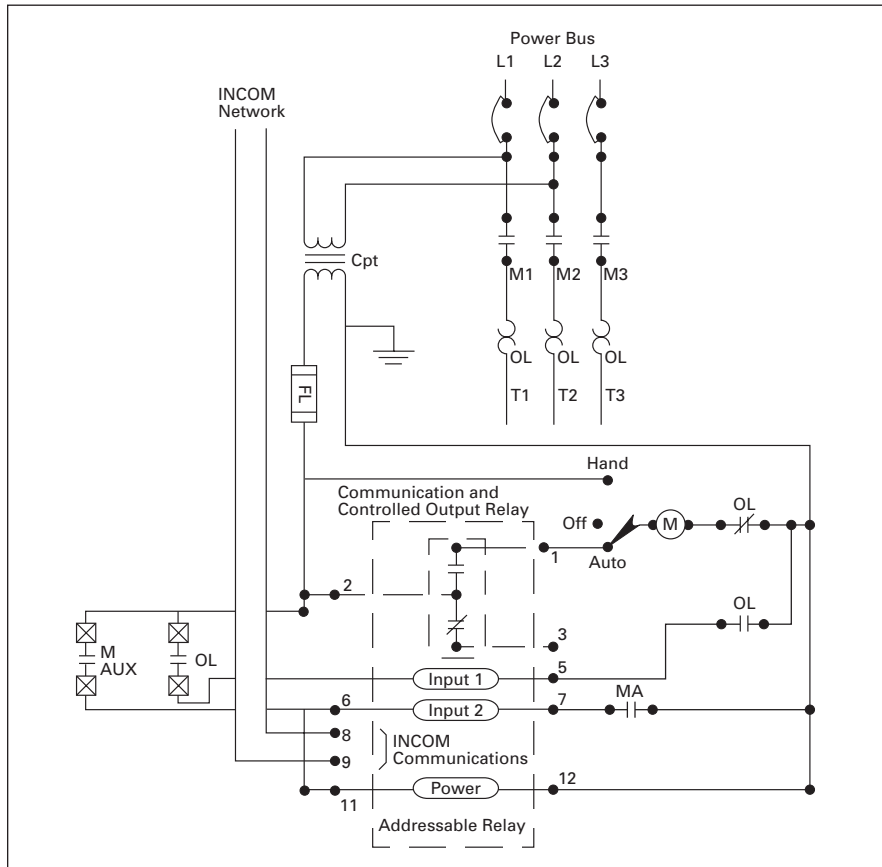 Power Bus
L1 L2 L3
INCOM
Network
Cpt
M1 M2 M3
OL OL OL
FL
T1 T2 T3
Hand
Communication and
Controlled Output Relay
OL
Off
M
1
Auto
2
OL
3
M
AUX
OL
5
Input 1
6
Input 2
7
MA
8
INCOM
Communications
9
Power
12
11
Addressable Relay